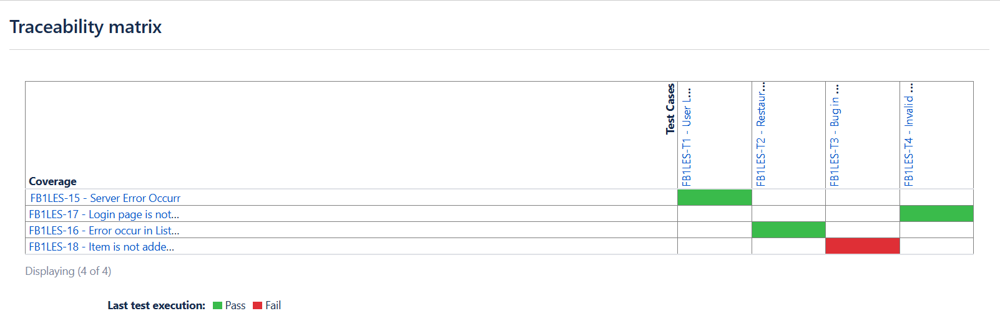 Traceability matrix
Test Cases
FB1LES-T1 - User L...
FB1LES-T2 - Restaur...
FB1LES-T3 - Bug in ...
FB1LES-T4 - Invalid ...
Coverage
FB1LES-15 - Server Error Occurr
FB1LES-17 - Login page is not...
FB1LES-16 - Error occur in List...
FB1LES-18 - Item is not adde...
Displaying (4 of 4)
Last test execution: Pass Fail